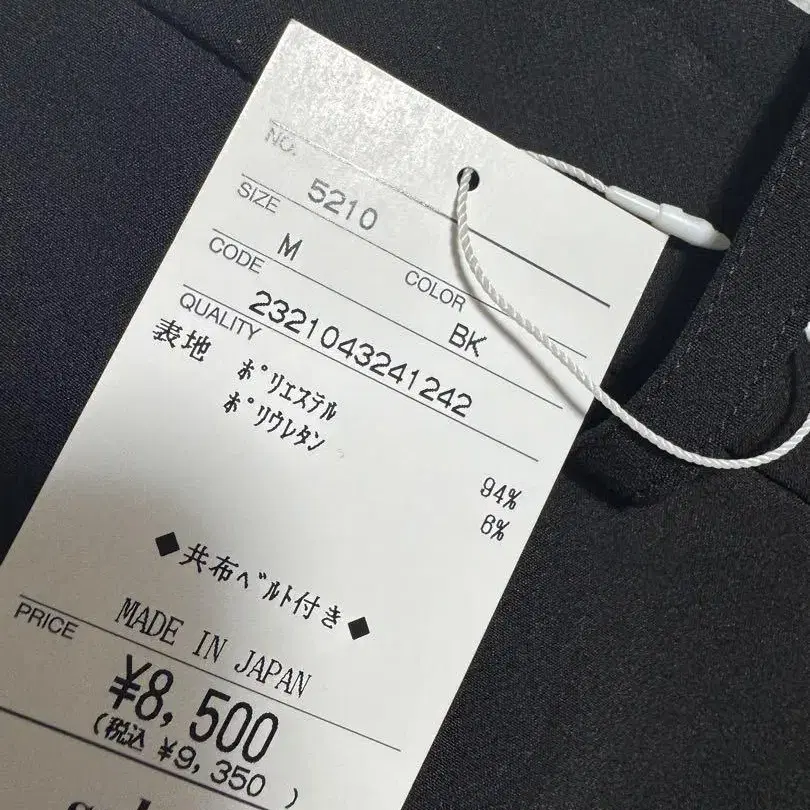 NO.
5210
SIZE
M
COLOR
BK
CODE
2321043241242
QUALITY
表地 ﾎﾟﾘｴｽﾃﾙ 94%
ﾎﾟﾘｳﾚﾀﾝ 6%
◆共布ﾍﾞﾙﾄ付き◆
MADE IN JAPAN
PRICE
¥8,500
(税込 ¥9,350 )